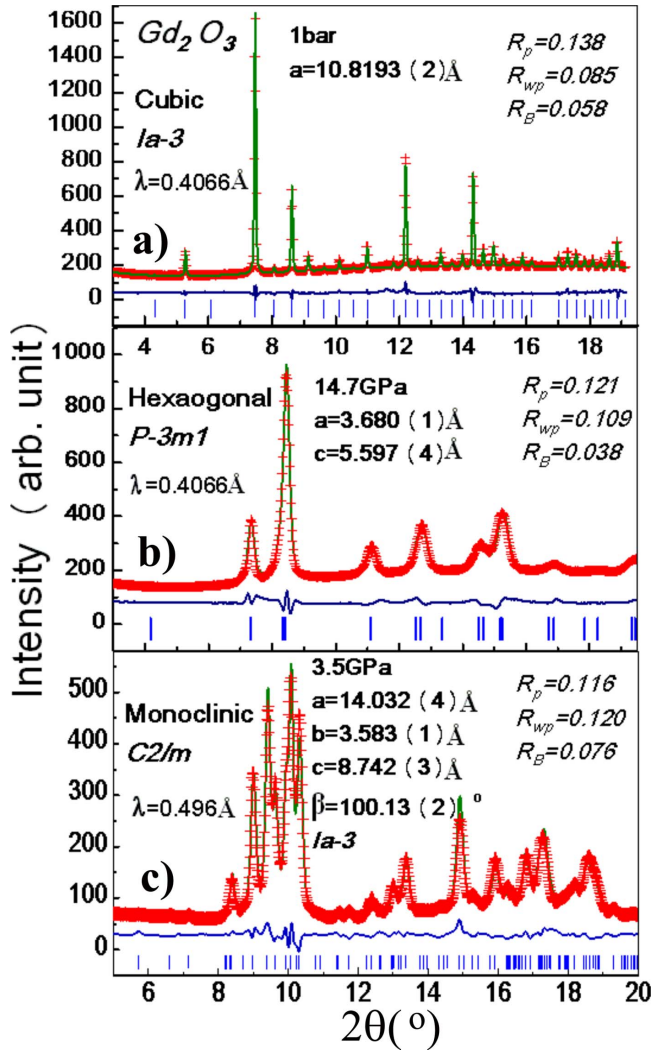 Intensity ( arb. unit)
1600
1400
1200
1000
800
600
400
200
0
Gd2 O3
Cubic
Ia-3
λ=0.4066Å
a)
1bar
a=10.8193 (2)Å
Rp=0.138
Rwp=0.085
RB=0.058
4 6 8 10 12 14 16 18
1000
800
600
400
200
0
Hexaogonal
P-3m1
λ=0.4066Å
b)
14.7GPa
a=3.680 (1)Å
c=5.597 (4)Å
Rp=0.121
Rwp=0.109
RB=0.038
500
400
300
200
100
0
Monoclinic
C2/m
λ=0.496Å
c)
3.5GPa
a=14.032 (4)Å
b=3.583 (1)Å
c=8.742 (3)Å
β=100.13 (2) °
Ia-3
Rp=0.116
Rwp=0.120
RB=0.076
6 8 10 12 14 16 18 20
2θ(°)